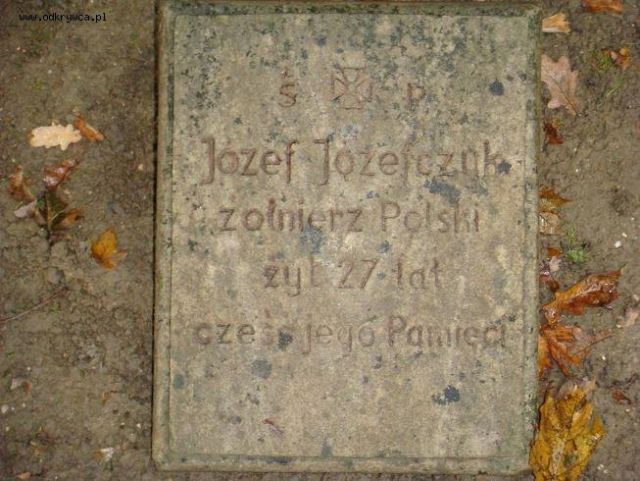 www.odkrywca.pl
Ś P
Józef Józefczuk
żołnierz Polski
żył 27 lat
cześć jego Pamięci